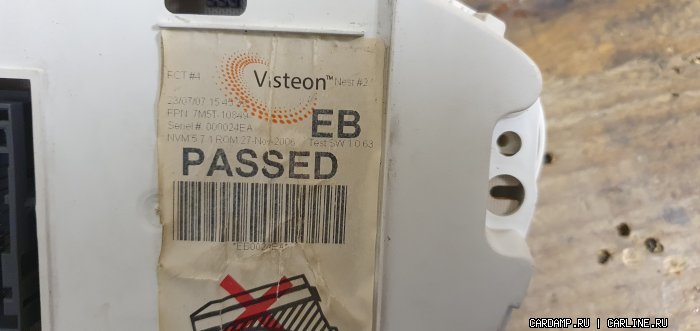 Visteon™
FCT #4 Nest #2
23/07/07 15:45
FPN: 7M5T-10849
EB
Serial #: 000024EA
NVM 5.7.1 ROM 27-Nov-2006 Test SW 1.0.63
PASSED
*EB0024EA*
CARDAMP.RU | CARLINE.RU